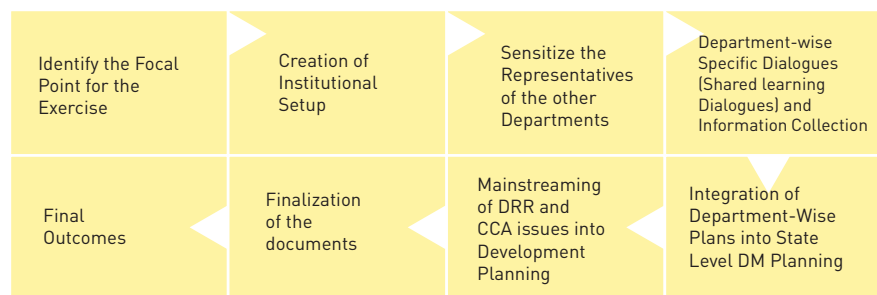 Identify the Focal
Point for the
Exercise
Creation of
Institutional
Setup
Sensitize the
Representatives
of the other
Departments
Department-wise
Specific Dialogues
(Shared learning
Dialogues) and
Information Collection
Integration of
Department-Wise
Plans into State
Level DM Planning
Mainstreaming
of DRR and
CCA issues into
Development
Planning
Finalization
of the
documents
Final
Outcomes